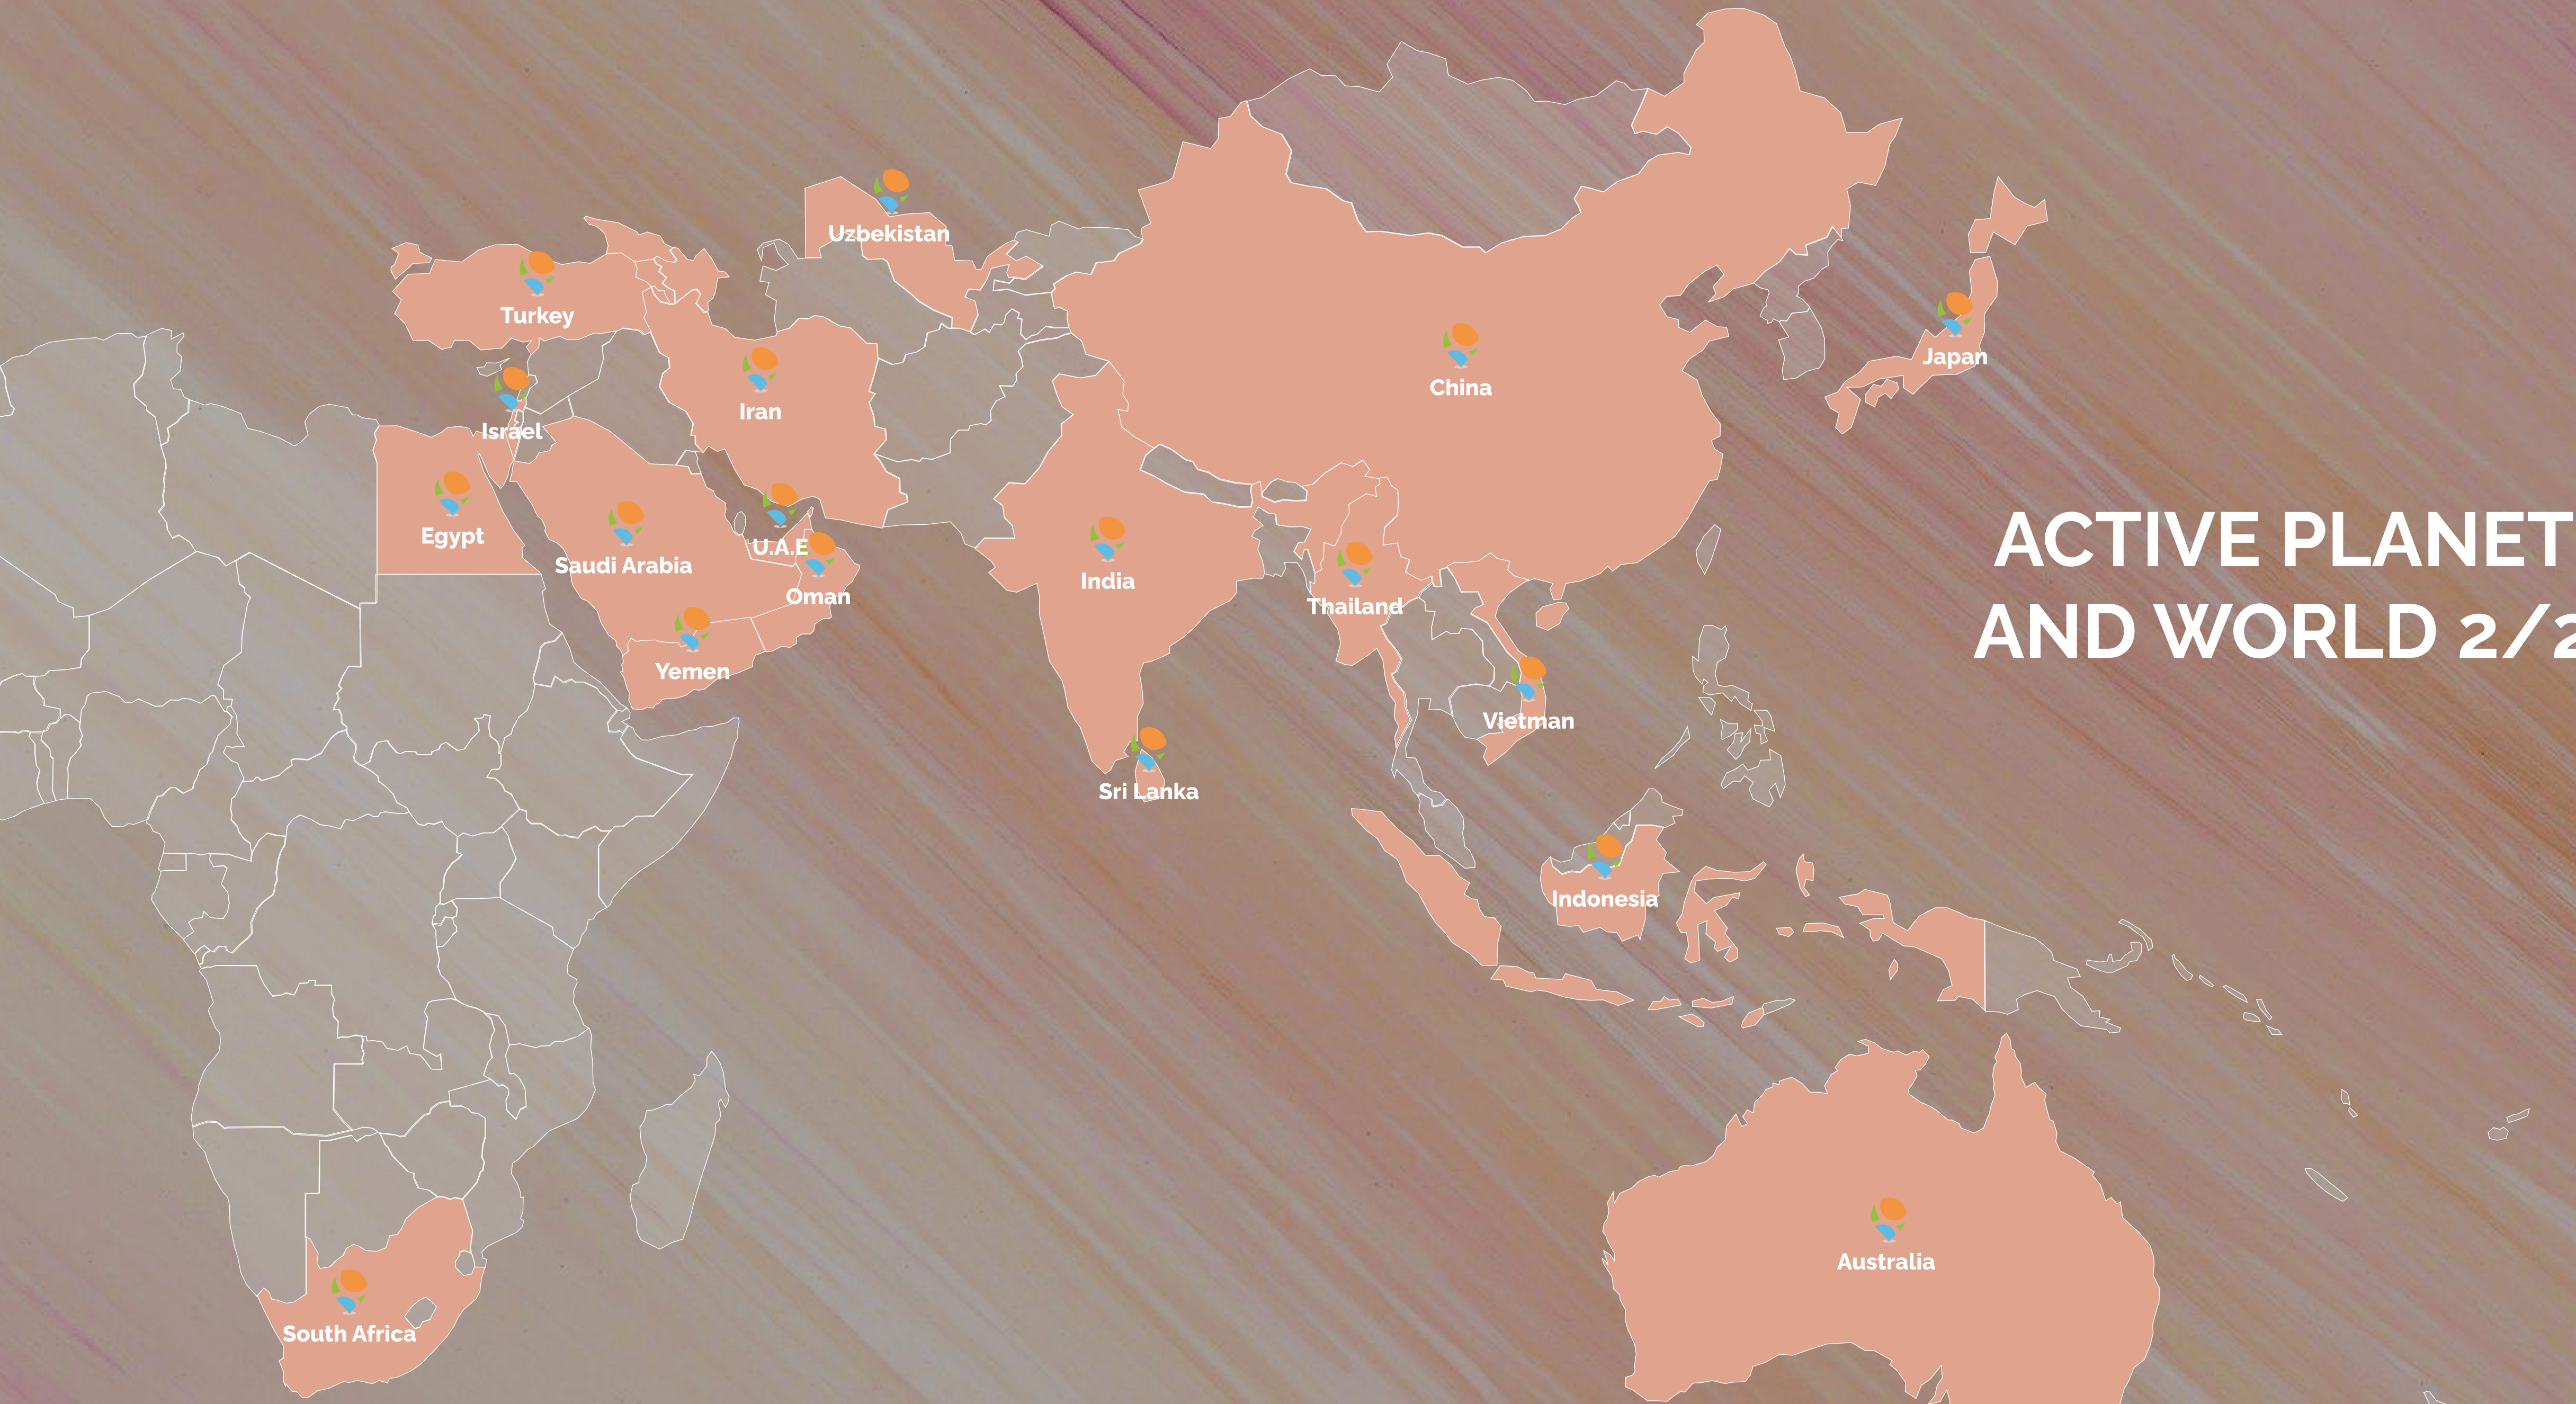 Uzbekistan
Turkey
Japan
China
Iran
Israel
Egypt
U.A.E
Saudi Arabia
India
Oman
Thailand
Yemen
Vietman
Sri Lanka
Indonesia
Australia
South Africa
ACTIVE PLANET
AND WORLD 2/2